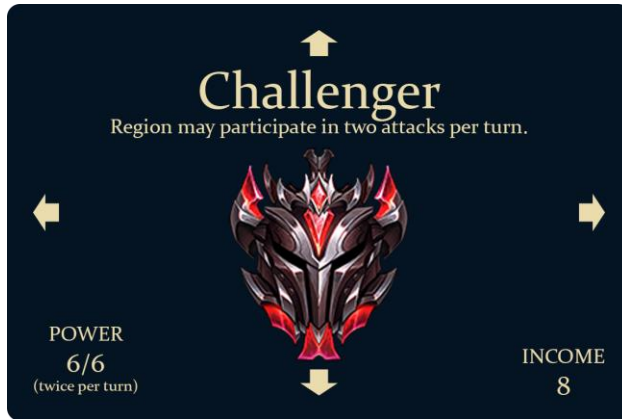 Challenger
Region may participate in two attacks per turn.
POWER
6/6
(twice per turn)
INCOME
8